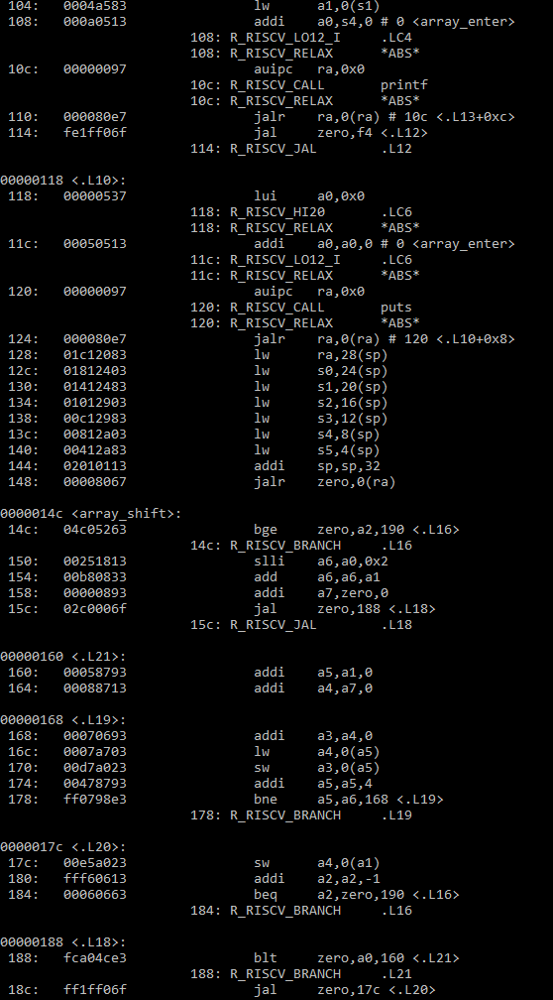 104: 0004a583 lw a1,0(s1)
108: 000a0513 addi a0,s4,0 # 0 <array_enter>
108: R_RISCV_LO12_I .LC4
108: R_RISCV_RELAX *ABS*
10c: 00000097 auipc ra,0x0
10c: R_RISCV_CALL printf
10c: R_RISCV_RELAX *ABS*
110: 000080e7 jalr ra,0(ra) # 10c <.L13+0xc>
114: fe1ff06f jal zero,f4 <.L12>
114: R_RISCV_JAL .L12
00000118 <.L10>:
118: 00000537 lui a0,0x0
118: R_RISCV_HI20 .LC6
118: R_RISCV_RELAX *ABS*
11c: 00050513 addi a0,a0,0 # 0 <array_enter>
11c: R_RISCV_LO12_I .LC6
11c: R_RISCV_RELAX *ABS*
120: 00000097 auipc ra,0x0
120: R_RISCV_CALL puts
120: R_RISCV_RELAX *ABS*
124: 000080e7 jalr ra,0(ra) # 120 <.L10+0x8>
128: 01c12083 lw ra,28(sp)
12c: 01812403 lw s0,24(sp)
130: 01412483 lw s1,20(sp)
134: 01012903 lw s2,16(sp)
138: 00c12983 lw s3,12(sp)
13c: 00812a03 lw s4,8(sp)
140: 00412a83 lw s5,4(sp)
144: 02010113 addi sp,sp,32
148: 00008067 jalr zero,0(ra)
0000014c <array_shift>:
14c: 04c05263 bge zero,a2,190 <.L16>
14c: R_RISCV_BRANCH .L16
150: 00251813 slli a6,a0,0x2
154: 00b80833 add a6,a6,a1
158: 00000893 addi a7,zero,0
15c: 02c0006f jal zero,188 <.L18>
15c: R_RISCV_JAL .L18
00000160 <.L21>:
160: 00058793 addi a5,a1,0
164: 00088713 addi a4,a7,0
00000168 <.L19>:
168: 00070693 addi a3,a4,0
16c: 0007a703 lw a4,0(a5)
170: 00d7a023 sw a3,0(a5)
174: 00478793 addi a5,a5,4
178: ff0798e3 bne a5,a6,168 <.L19>
178: R_RISCV_BRANCH .L19
0000017c <.L20>:
17c: 00e5a023 sw a4,0(a1)
180: fff60613 addi a2,a2,-1
184: 00060663 beq a2,zero,190 <.L16>
184: R_RISCV_BRANCH .L16
00000188 <.L18>:
188: fca04ce3 blt zero,a0,160 <.L21>
188: R_RISCV_BRANCH .L21
18c: ff1ff06f jal zero,17c <.L20>